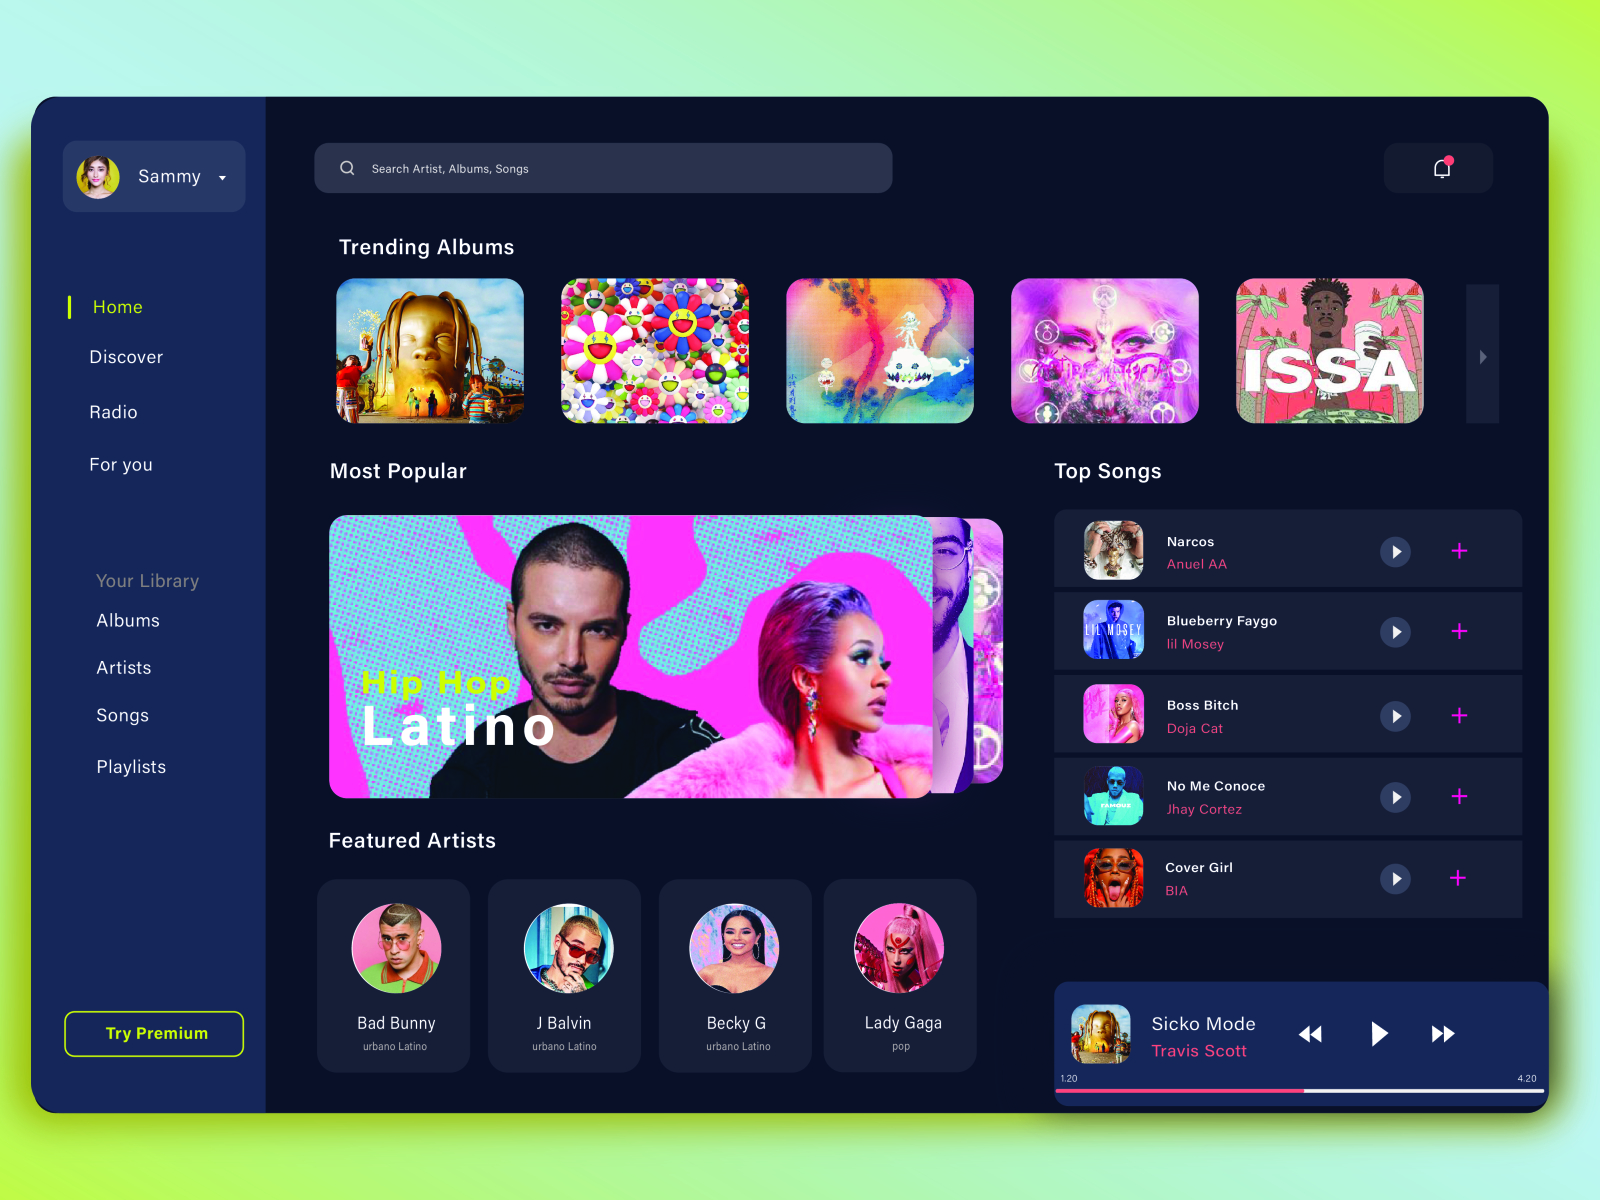 Sammy
Search Artist, Albums, Songs
Home
Discover
Radio
For you
Your Library
Albums
Artists
Songs
Playlists
Try Premium
Trending Albums
ISSA
Most Popular
Hip Hop
Latino
Top Songs
Narcos
Anuel AA
LIL MOSEY
Blueberry Faygo
lil Mosey
Boss Bitch
Doja Cat
FAMOUZ
No Me Conoce
Jhay Cortez
Cover Girl
BIA
Featured Artists
Bad Bunny
urbano Latino
J Balvin
urbano Latino
Becky G
urbano Latino
Lady Gaga
pop
Sicko Mode
Travis Scott
1.20
4.20